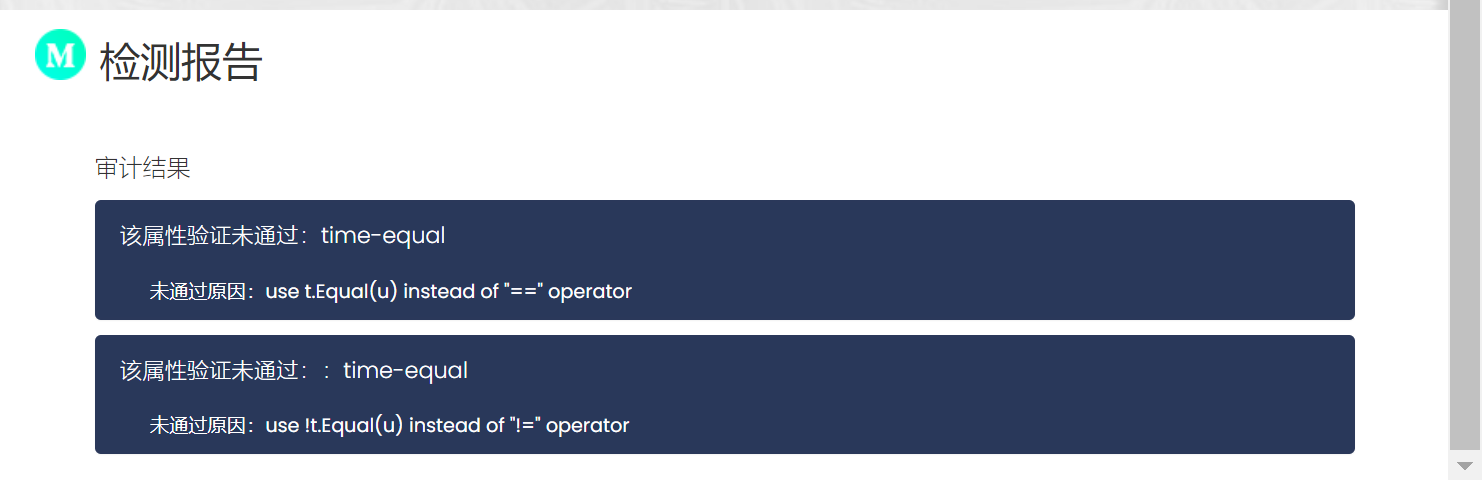 M 检测报告
审计结果
该属性验证未通过：time-equal
未通过原因：use t.Equal(u) instead of "==" operator
该属性验证未通过：：time-equal
未通过原因：use !t.Equal(u) instead of "!=" operator